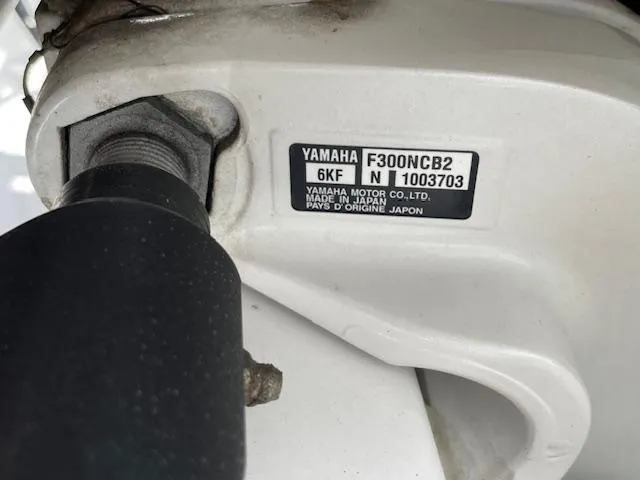 YAMAHA F300NCB2
6KF N 1003703
YAMAHA MOTOR CO.,LTD.
MADE IN JAPAN
PAYS D'ORIGINE JAPON